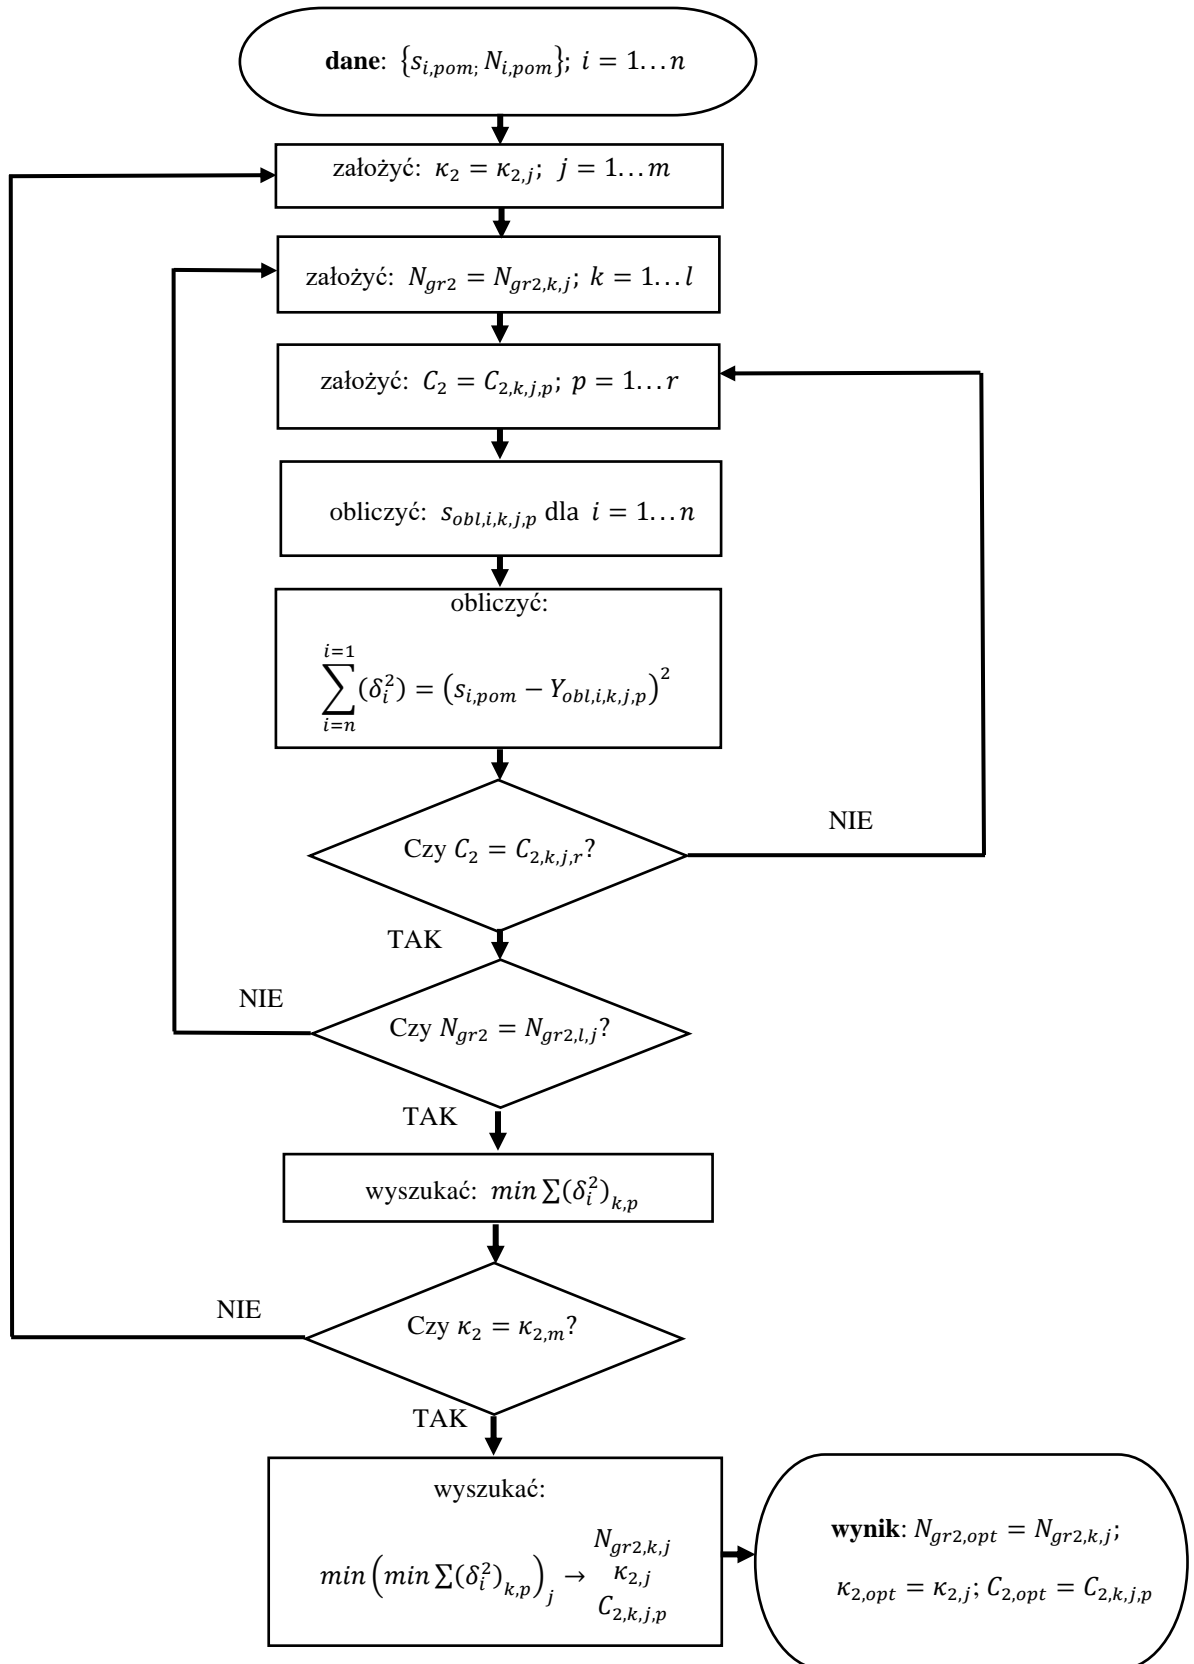 dane: {s_{i,pom;} N_{i,pom}}; i = 1…n
założyć: κ_2 = κ_{2,j}; j = 1…m
założyć: N_{gr2} = N_{gr2,k,j}; k = 1…l
założyć: C_2 = C_{2,k,j,p}; p = 1…r
obliczyć: s_{obl,i,k,j,p} dla i = 1…n
obliczyć:
\sum_{i=n}^{i=1}(δ_i^2) = (s_{i,pom} − Y_{obl,i,k,j,p})^2
NIE
Czy C_2 = C_{2,k,j,r}?
TAK
NIE
Czy N_{gr2} = N_{gr2,l,j}?
TAK
wyszukać: min ∑(δ_i^2)_{k,p}
NIE
Czy κ_2 = κ_{2,m}?
TAK
wyszukać:
min(min ∑(δ_i^2)_{k,p})_j →
N_{gr2,k,j}
κ_{2,j}
C_{2,k,j,p}
wynik: N_{gr2,opt} = N_{gr2,k,j};
κ_{2,opt} = κ_{2,j}; C_{2,opt} = C_{2,k,j,p}